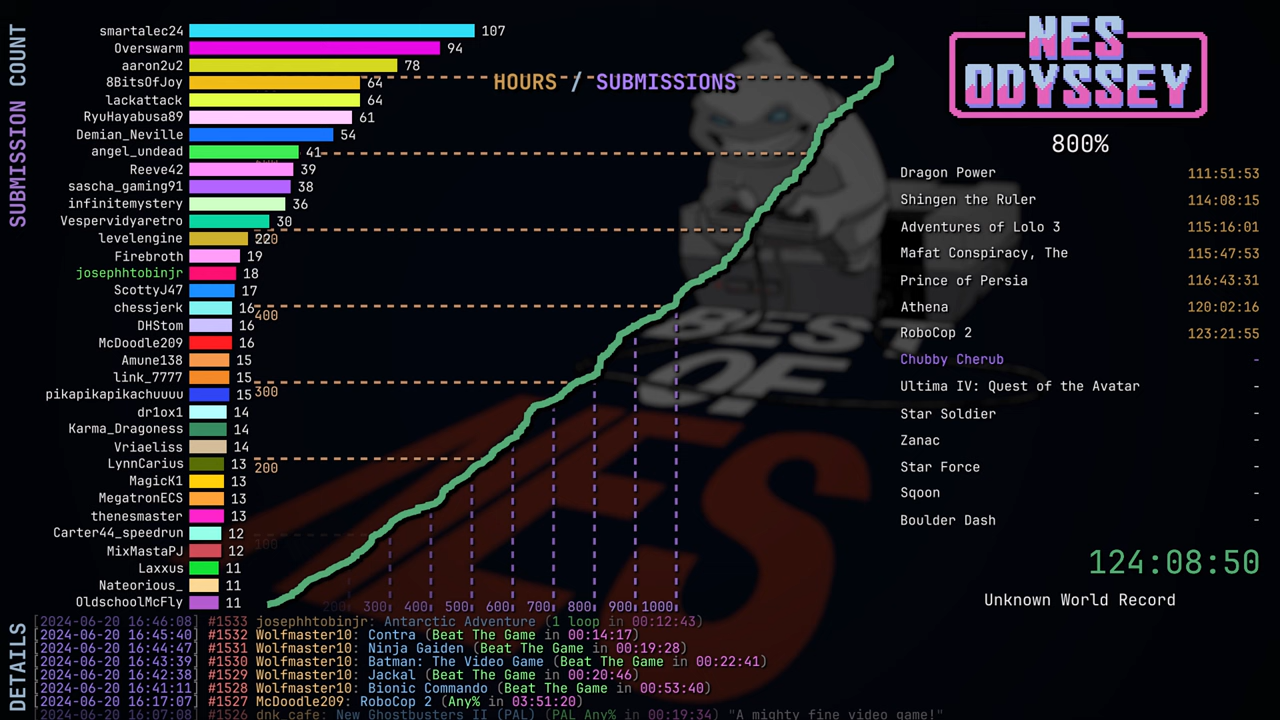 SUBMISSION COUNT
smartalec24 107
Overswarm 94
aaron2u2 78
8BitsOfJoy 64
lackattack 64
RyuHayabusa89 61
Demian_Neville 54
angel_undead 41
Reeve42 39
sascha_gaming91 38
infinitemystery 36
Vespervidyaretro 30
levelengine 22
Firebroth 19
josephhtobinjr 18
ScottyJ47 17
chessjerk 16
DHStom 16
McDoodle209 16
Amune138 15
link_7777 15
pikapikapikachuuuu 15
dr1ox1 14
Karma_Dragoness 14
Vriaeliss 14
LynnCarius 13
MagicK1 13
MegatronECS 13
thenesmaster 13
Carter44_speedrun 12
MixMastaPJ 12
Laxxus 11
Nateorious_ 11
OldschoolMcFly 11
HOURS / SUBMISSIONS
400
300
200
100
200 300 400 500 600 700 800 900 1000
BEST
OF
NES
NES
ODYSSEY
800%
Dragon Power 111:51:53
Shingen the Ruler 114:08:15
Adventures of Lolo 3 115:16:01
Mafat Conspiracy, The 115:47:53
Prince of Persia 116:43:31
Athena 120:02:16
RoboCop 2 123:21:55
Chubby Cherub -
Ultima IV: Quest of the Avatar -
Star Soldier -
Zanac -
Star Force -
Sqoon -
Boulder Dash -
124:08:50
Unknown World Record
DETAILS
[2024-06-20 16:46:08] #1533 josephhtobinjr: Antarctic Adventure (1 loop in 00:12:43)
[2024-06-20 16:45:40] #1532 Wolfmaster10: Contra (Beat The Game in 00:14:17)
[2024-06-20 16:44:47] #1531 Wolfmaster10: Ninja Gaiden (Beat The Game in 00:19:28)
[2024-06-20 16:43:39] #1530 Wolfmaster10: Batman: The Video Game (Beat The Game in 00:22:41)
[2024-06-20 16:42:38] #1529 Wolfmaster10: Jackal (Beat The Game in 00:20:46)
[2024-06-20 16:41:11] #1528 Wolfmaster10: Bionic Commando (Beat The Game in 00:53:40)
[2024-06-20 16:17:07] #1527 McDoodle209: RoboCop 2 (Any% in 03:51:20)
[2024-06-20 16:07:08] #1526 dnk_cafe: New Ghostbusters II (PAL) (PAL Any% in 00:19:34) "A mighty fine video game!"